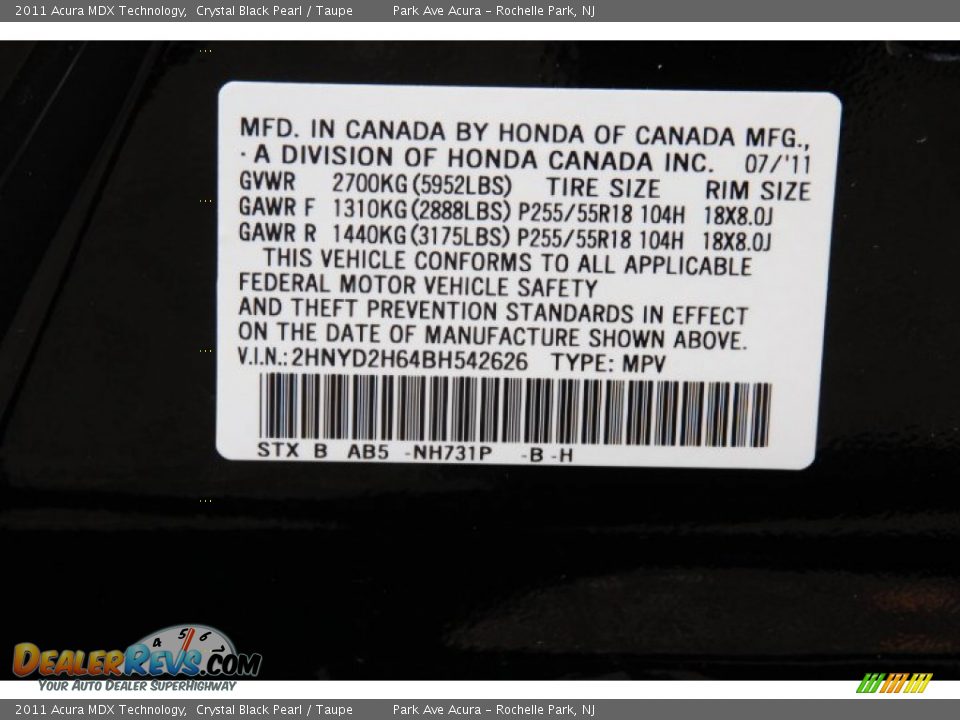 2011 Acura MDX Technology, Crystal Black Pearl / Taupe Park Ave Acura - Rochelle Park, NJ
MFD. IN CANADA BY HONDA OF CANADA MFG.,
· A DIVISION OF HONDA CANADA INC. 07/'11
GVWR 2700KG (5952LBS) TIRE SIZE RIM SIZE
GAWR F 1310KG (2888LBS) P255/55R18 104H 18X8.0J
GAWR R 1440KG (3175LBS) P255/55R18 104H 18X8.0J
THIS VEHICLE CONFORMS TO ALL APPLICABLE
FEDERAL MOTOR VEHICLE SAFETY
AND THEFT PREVENTION STANDARDS IN EFFECT
ON THE DATE OF MANUFACTURE SHOWN ABOVE.
V.I.N.: 2HNYD2H64BH542626 TYPE: MPV
STX B AB5 -NH731P -B -H
4 5 6
DEALERREVS.COM
YOUR AUTO DEALER SUPERHIGHWAY
2011 Acura MDX Technology, Crystal Black Pearl / Taupe Park Ave Acura - Rochelle Park, NJ